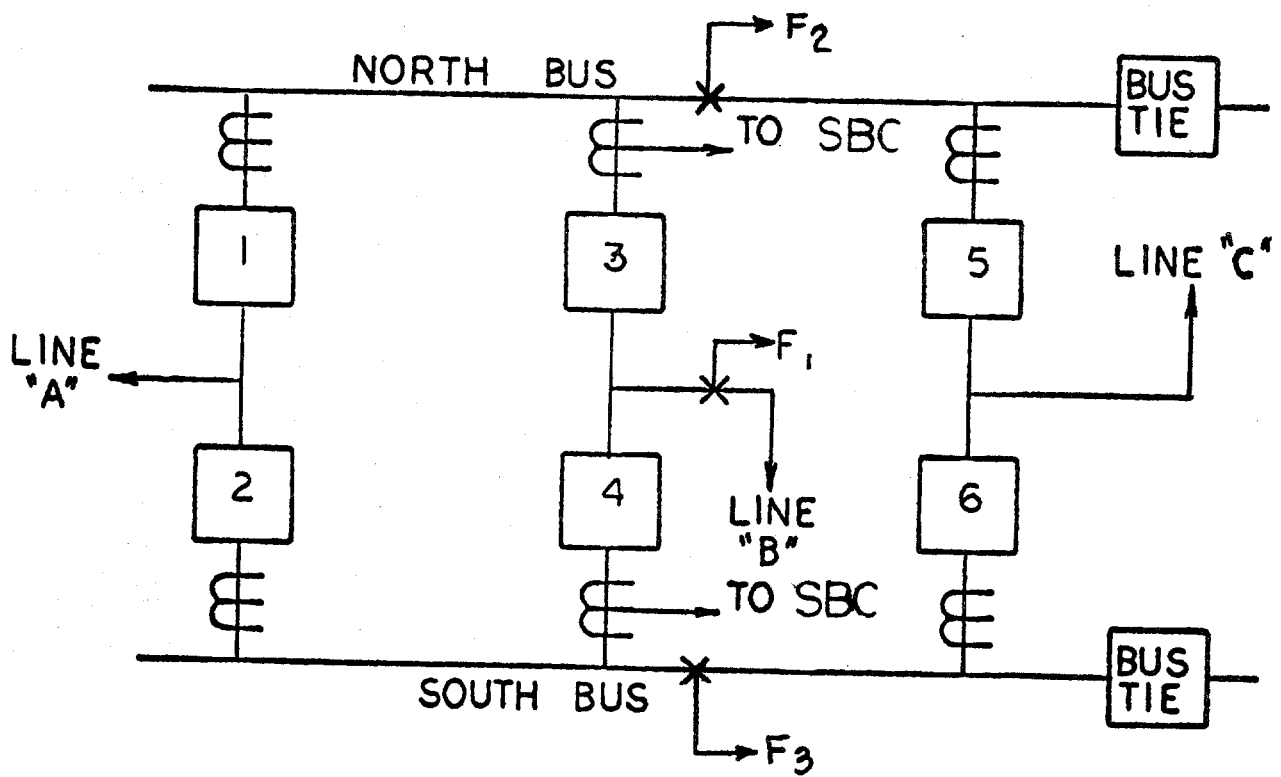 F2
NORTH BUS
BUS
TIE
TO SBC
1
3
5
LINE "C"
LINE
"A"
F1
2
4
6
LINE
"B"
TO SBC
BUS
TIE
SOUTH BUS
F3